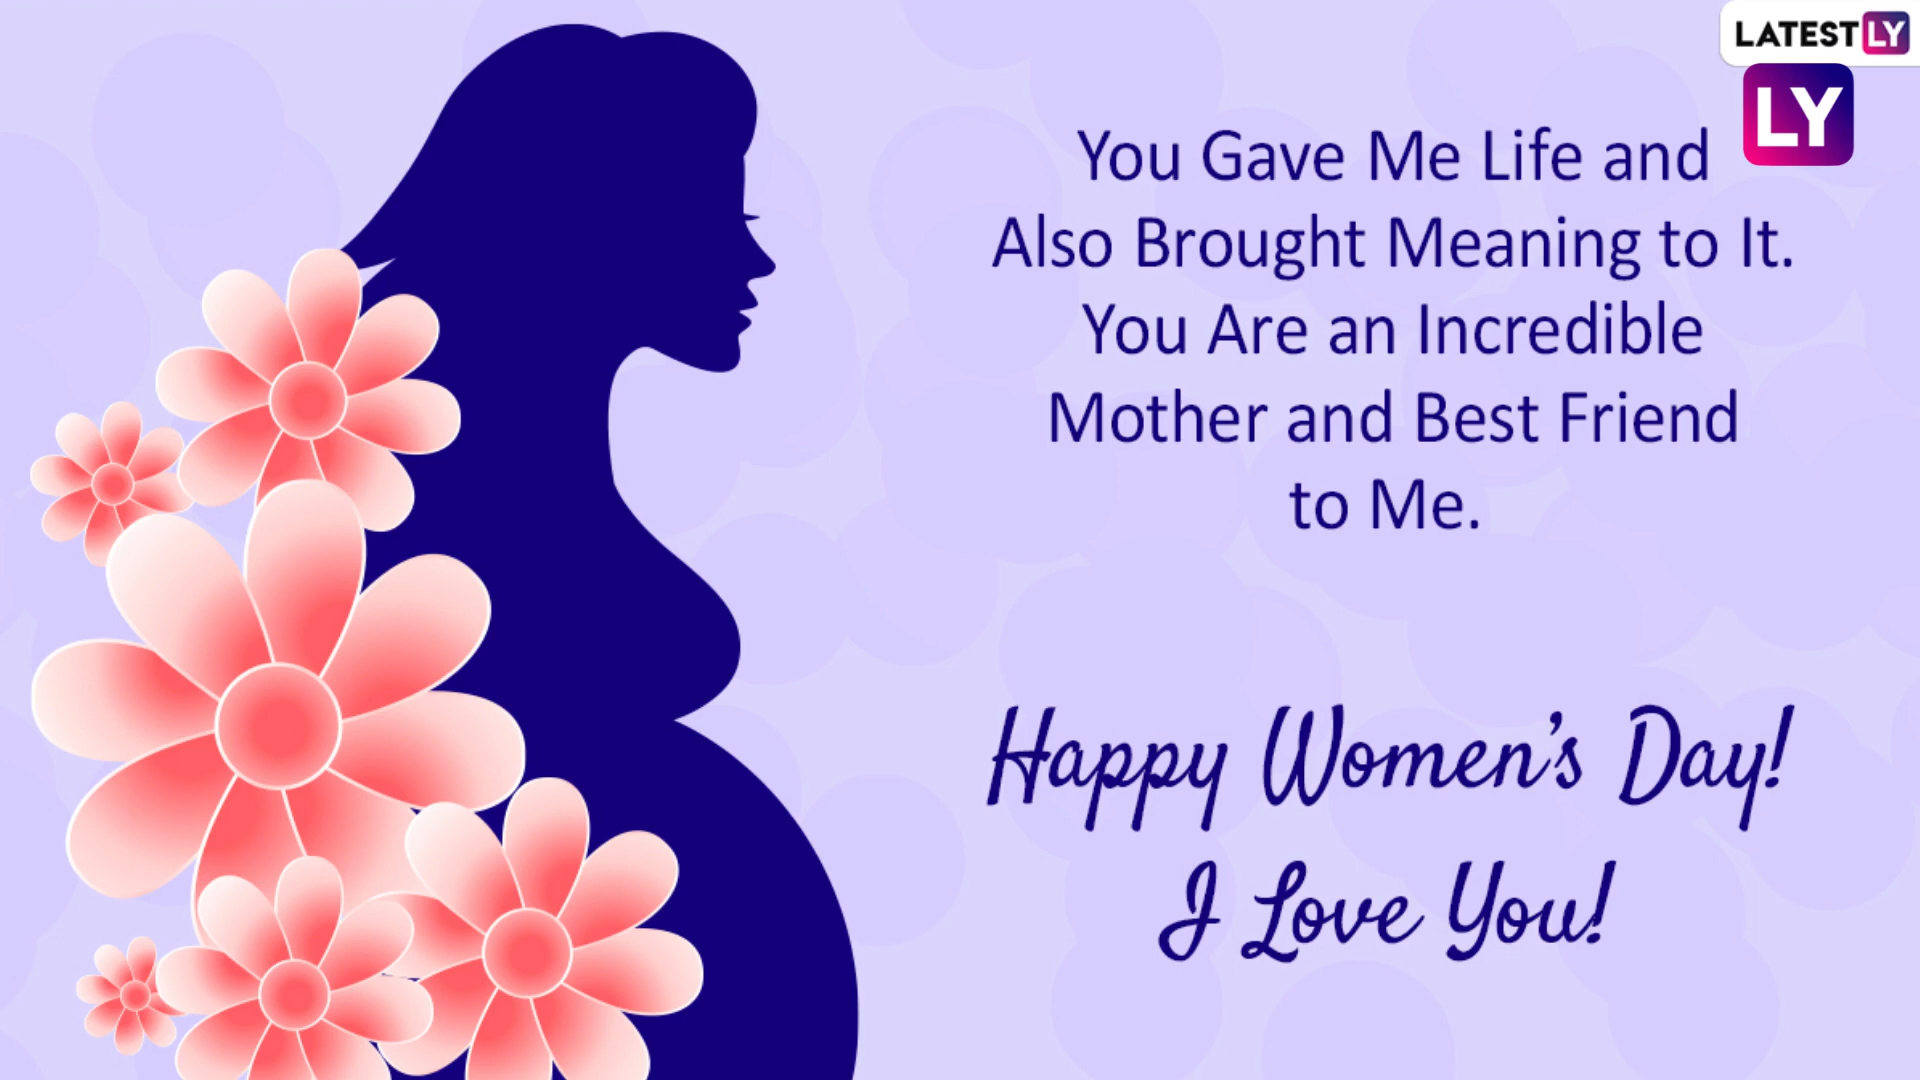 LATESTLY
LY
You Gave Me Life and
Also Brought Meaning to It.
You Are an Incredible
Mother and Best Friend
to Me.
Happy Women's Day!
I Love You!